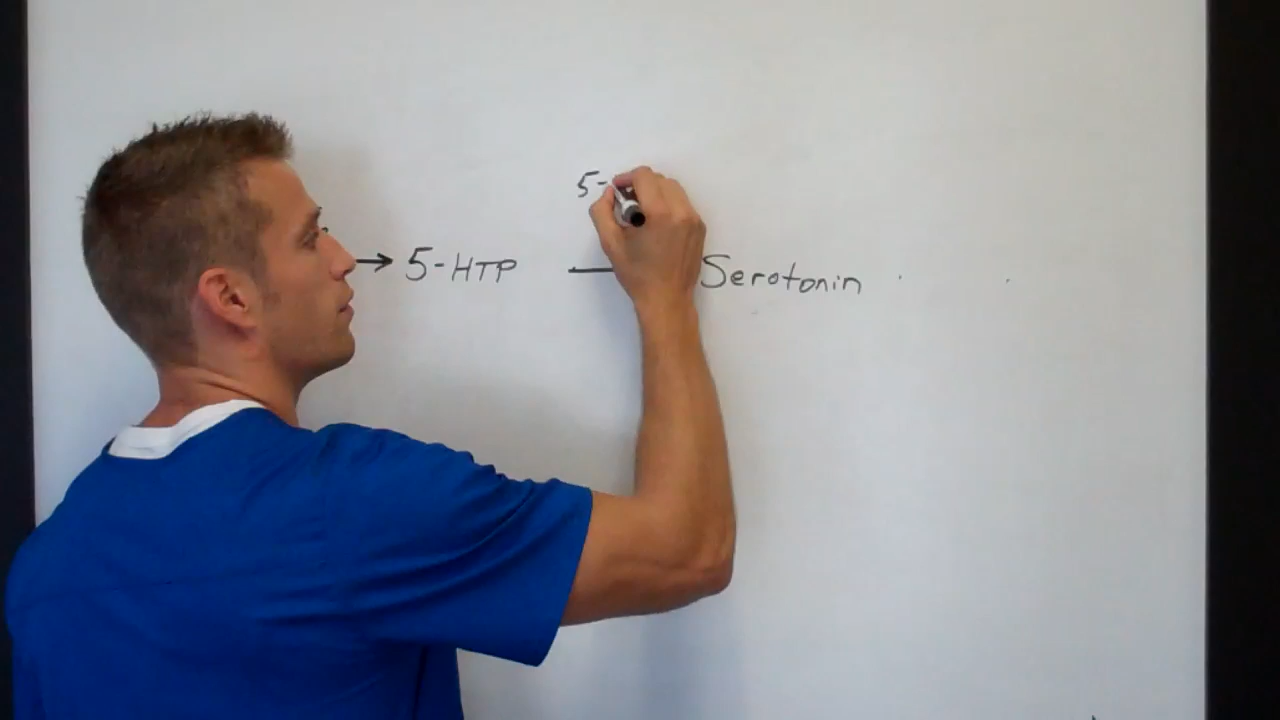 5-
→ 5-HTP — Serotonin